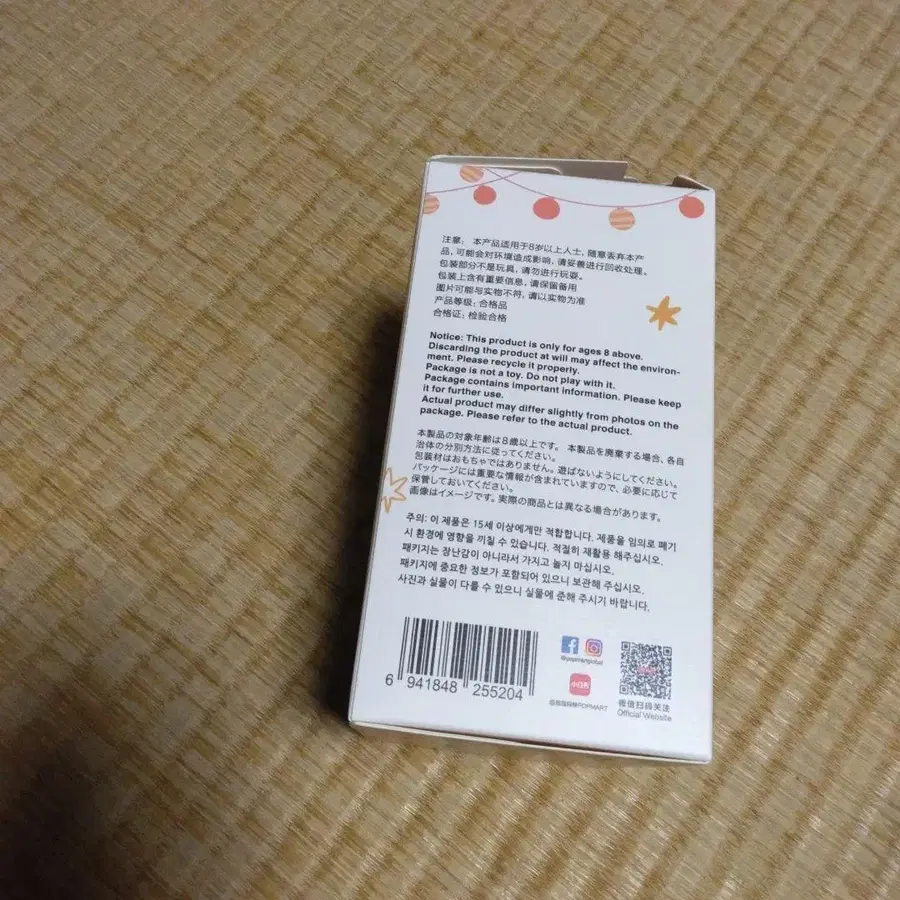 注意: 本产品适用于8岁以上人士, 随意丢弃本产
品, 可能会对环境造成影响, 请妥善进行回收处理。
包装部分不是玩具, 请勿进行玩耍。
包装上含有重要信息, 请保留备用
图片可能与实物不符, 请以实物为准
产品等级: 合格品
合格证: 检验合格
Notice: This product is only for ages 8 above.
Discarding the product at will may affect the environ-
ment. Please recycle it properly.
Package is not a toy. Do not play with it.
Package contains important information. Please keep
it for further use.
Actual product may differ slightly from photos on the
package. Please refer to the actual product.
本製品の対象年齢は8歳以上です。 本製品を廃棄する場合、各自
治体の分別方法に従ってください。
包装材はおもちゃではありません。遊ばないようにしてください。
パッケージには重要な情報が含まれていますので、必要に応じて
保管しておいてください。
画像はイメージです。実際の商品とは異なる場合があります。
주의: 이 제품은 15세 이상에게만 적합합니다. 제품을 임의로 폐기
시 환경에 영향을 끼칠 수 있습니다. 적절히 재활용 해주십시오.
패키지는 장난감이 아니라서 가지고 놀지 마십시오.
패키지에 중요한 정보가 포함되어 있으니 보관해 주십시오.
사진과 실물이 다를 수 있으니 실물에 준해 주시기 바랍니다.
6 941848 255204
@popmartglobal
小红书
POPMART
微信扫码关注
Official Website